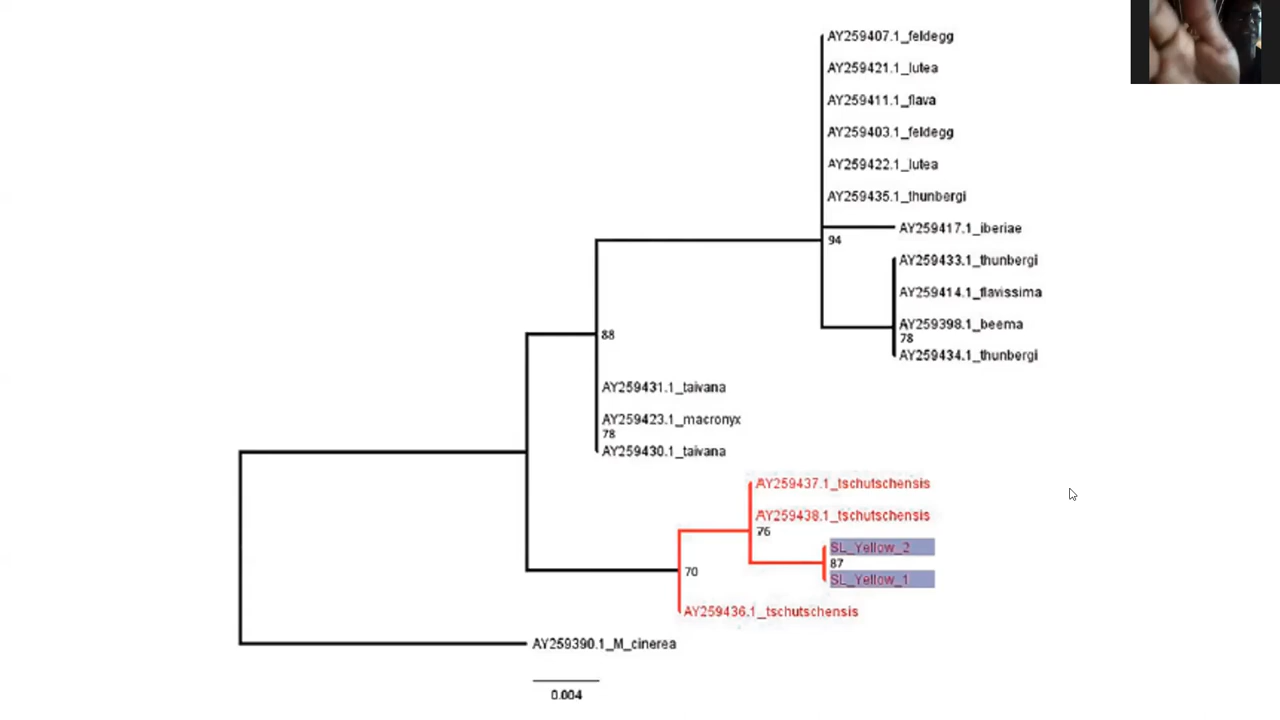 AY259407.1_feldegg
AY259421.1_lutea
AY259411.1_flava
AY259403.1_feldegg
AY259422.1_lutea
AY259435.1_thunbergi
AY259417.1_iberiae
94
AY259433.1_thunbergi
AY259414.1_flavissima
AY259398.1_beema
78
AY259434.1_thunbergi
88
AY259431.1_taivana
AY259423.1_macronyx
78
AY259430.1_taivana
AY259437.1_tschutschensis
AY259438.1_tschutschensis
76
SL_Yellow_2
87
70
SL_Yellow_1
AY259436.1_tschutschensis
AY259390.1_M_cinerea
0.004